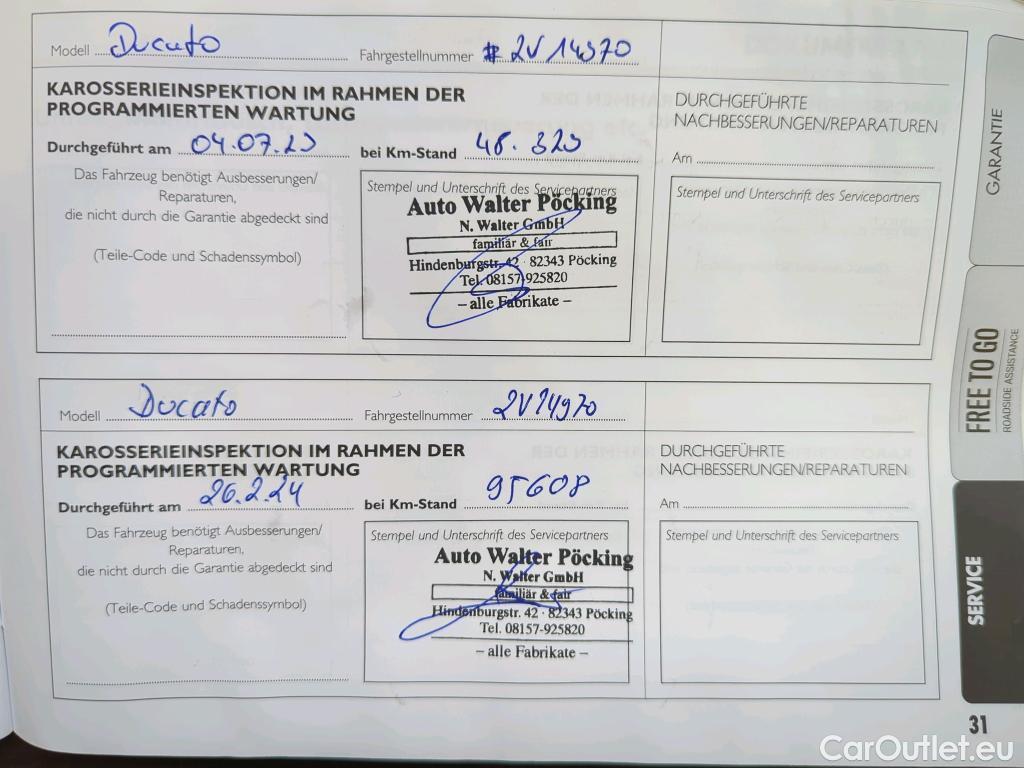 Modell Ducato Fahrgestellnummer # 2V14970
KAROSSERIEINSPEKTION IM RAHMEN DER
PROGRAMMIERTEN WARTUNG
Durchgeführt am 04.07.23 bei Km-Stand 48.323
Das Fahrzeug benötigt Ausbesserungen/
Reparaturen,
die nicht durch die Garantie abgedeckt sind
(Teile-Code und Schadenssymbol)
Stempel und Unterschrift des Servicepartners
Auto Walter Pöcking
N. Walter GmbH
familiär & fair
Hindenburgstr. 42 · 82343 Pöcking
Tel. 08157-925820
– alle Fabrikate –
DURCHGEFÜHRTE
NACHBESSERUNGEN/REPARATUREN
Am
Stempel und Unterschrift des Servicepartners
Modell Ducato Fahrgestellnummer 2V14970
KAROSSERIEINSPEKTION IM RAHMEN DER
PROGRAMMIERTEN WARTUNG
Durchgeführt am 26.2.24 bei Km-Stand 95608
Das Fahrzeug benötigt Ausbesserungen/
Reparaturen,
die nicht durch die Garantie abgedeckt sind
(Teile-Code und Schadenssymbol)
Stempel und Unterschrift des Servicepartners
Auto Walter Pöcking
N. Walter GmbH
familiär & fair
Hindenburgstr. 42 · 82343 Pöcking
Tel. 08157-925820
– alle Fabrikate –
DURCHGEFÜHRTE
NACHBESSERUNGEN/REPARATUREN
Am
Stempel und Unterschrift des Servicepartners
GARANTIE
FREE TO GO
ROADSIDE ASSISTANCE
SERVICE
31
CarOutlet.eu